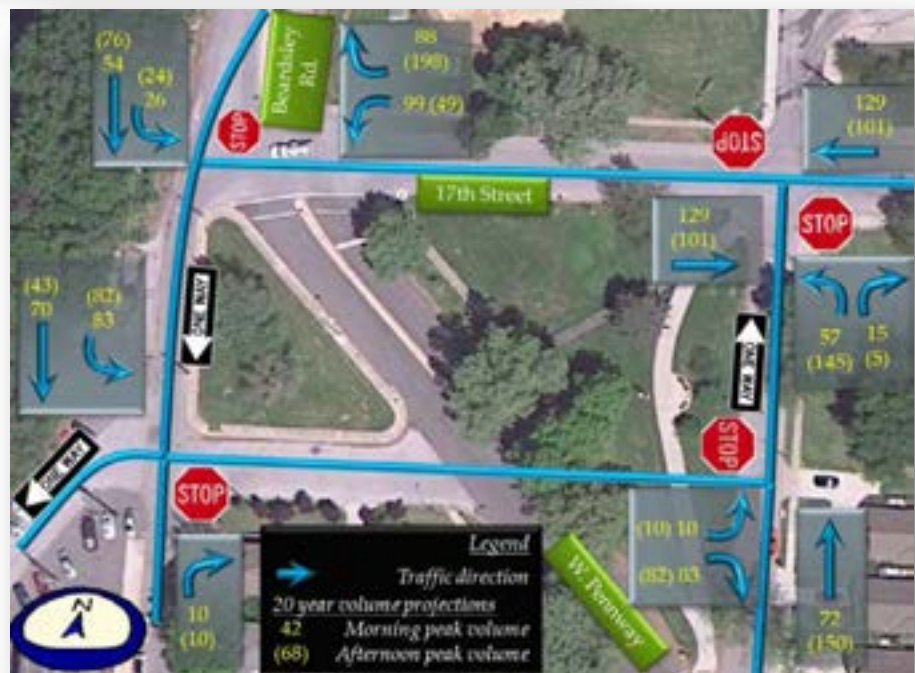 (76)
54
(24)
26
STOP
Beardsley
Rd.
88
(198)
99 (49)
STOP
129
(101)
17th Street
129
(101)
STOP
(43)
70
(82)
83
ONE WAY
ONE WAY
57
(145)
15
(5)
ONE WAY
STOP
STOP
(10) 10
(82) 83
10
(10)
Legend
Traffic direction
20 year volume projections
42 Morning peak volume
(68) Afternoon peak volume
W. Pennway
72
(150)
N